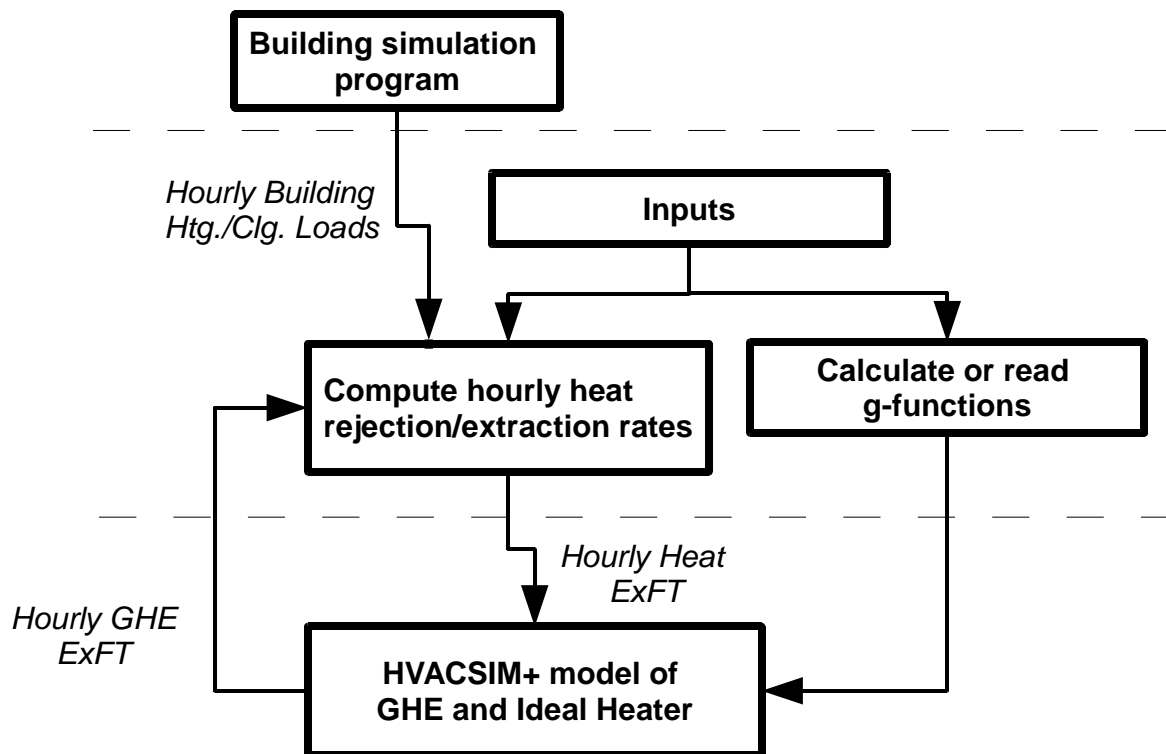 Building simulation
program
Hourly Building
Htg./Clg. Loads
Inputs
Compute hourly heat
rejection/extraction rates
Calculate or read
g-functions
Hourly Heat
ExFT
Hourly GHE
ExFT
HVACSIM+ model of
GHE and Ideal Heater